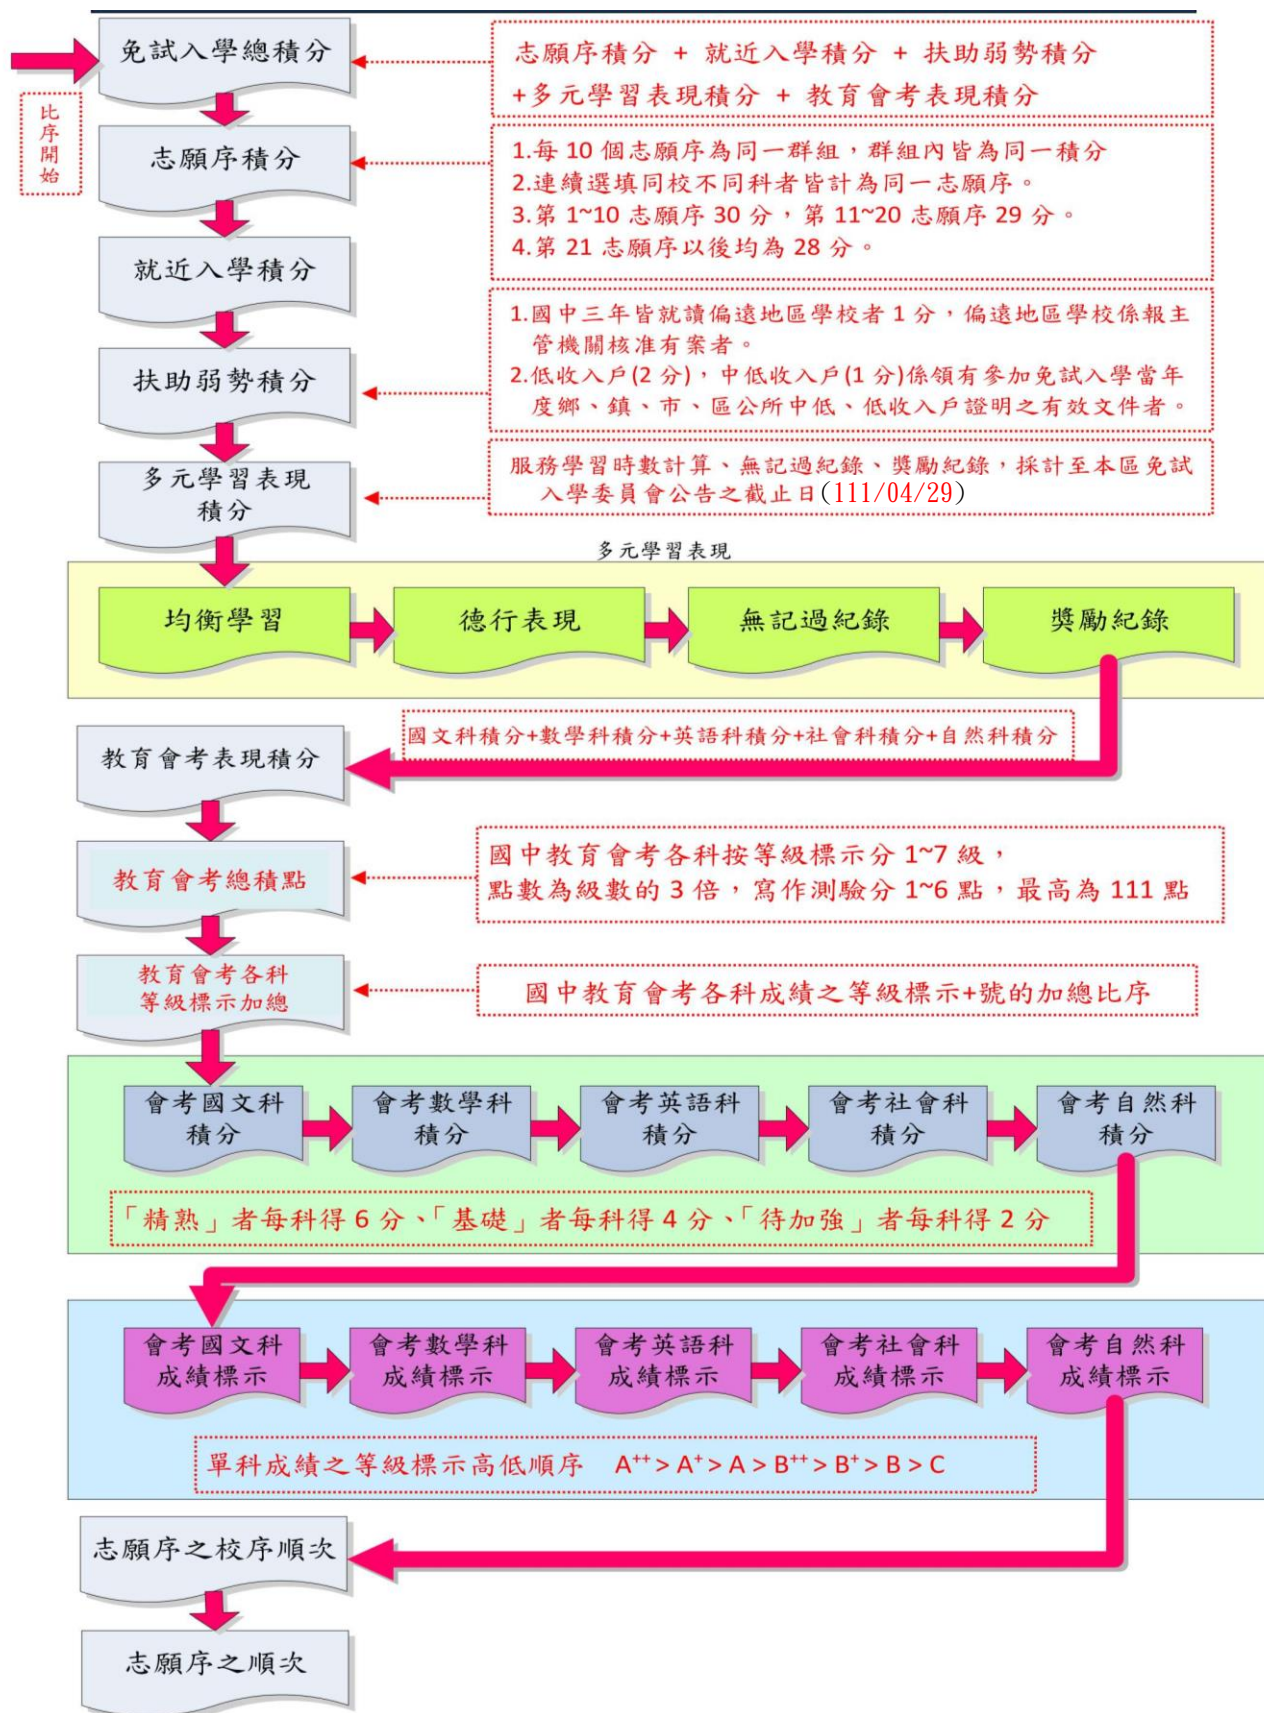 免試入學總積分
志願序積分 + 就近入學積分 + 扶助弱勢積分
+多元學習表現積分 + 教育會考表現積分
比序開始
志願序積分
1.每 10 個志願序為同一群組，群組內皆為同一積分
2.連續選填同校不同科者皆計為同一志願序。
3.第 1~10 志願序 30 分，第 11~20 志願序 29 分。
4.第 21 志願序以後均為 28 分。
就近入學積分
扶助弱勢積分
1.國中三年皆就讀偏遠地區學校者 1 分，偏遠地區學校係報主
管機關核准有案者。
2.低收入戶(2 分)，中低收入戶(1 分)係領有參加免試入學當年
度鄉、鎮、市、區公所中低、低收入戶證明之有效文件者。
多元學習表現
積分
服務學習時數計算、無記過紀錄、獎勵紀錄，採計至本區免試
入學委員會公告之截止日(111/04/29)
多元學習表現
均衡學習
德行表現
無記過紀錄
獎勵紀錄
國文科積分+數學科積分+英語科積分+社會科積分+自然科積分
教育會考表現積分
教育會考總積點
國中教育會考各科按等級標示分 1~7 級，
點數為級數的 3 倍，寫作測驗分 1~6 點，最高為 111 點
教育會考各科
等級標示加總
國中教育會考各科成績之等級標示+號的加總比序
會考國文科
積分
會考數學科
積分
會考英語科
積分
會考社會科
積分
會考自然科
積分
「精熟」者每科得 6 分、「基礎」者每科得 4 分、「待加強」者每科得 2 分
會考國文科
成績標示
會考數學科
成績標示
會考英語科
成績標示
會考社會科
成績標示
會考自然科
成績標示
單科成績之等級標示高低順序 A⁺⁺ > A⁺ > A > B⁺⁺ > B⁺ > B > C
志願序之校序順次
志願序之順次